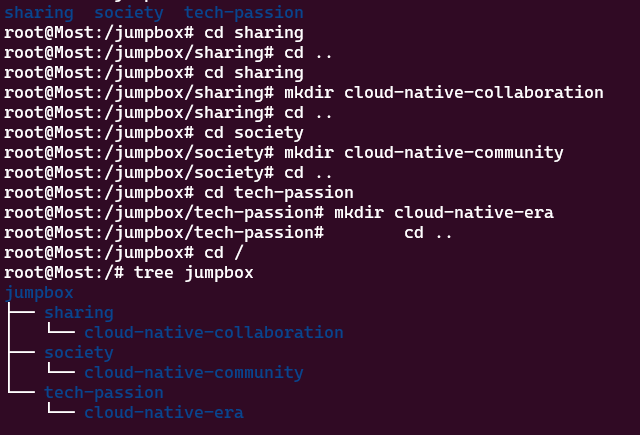 sharing  society  tech-passion
root@Most:/jumpbox# cd sharing
root@Most:/jumpbox/sharing# cd ..
root@Most:/jumpbox# cd sharing
root@Most:/jumpbox/sharing# mkdir cloud-native-collaboration
root@Most:/jumpbox/sharing# cd ..
root@Most:/jumpbox# cd society
root@Most:/jumpbox/society# mkdir cloud-native-community
root@Most:/jumpbox/society# cd ..
root@Most:/jumpbox# cd tech-passion
root@Most:/jumpbox/tech-passion# mkdir cloud-native-era
root@Most:/jumpbox/tech-passion#        cd ..
root@Most:/jumpbox# cd /
root@Most:/# tree jumpbox
jumpbox
├── sharing
│   └── cloud-native-collaboration
├── society
│   └── cloud-native-community
└── tech-passion
    └── cloud-native-era